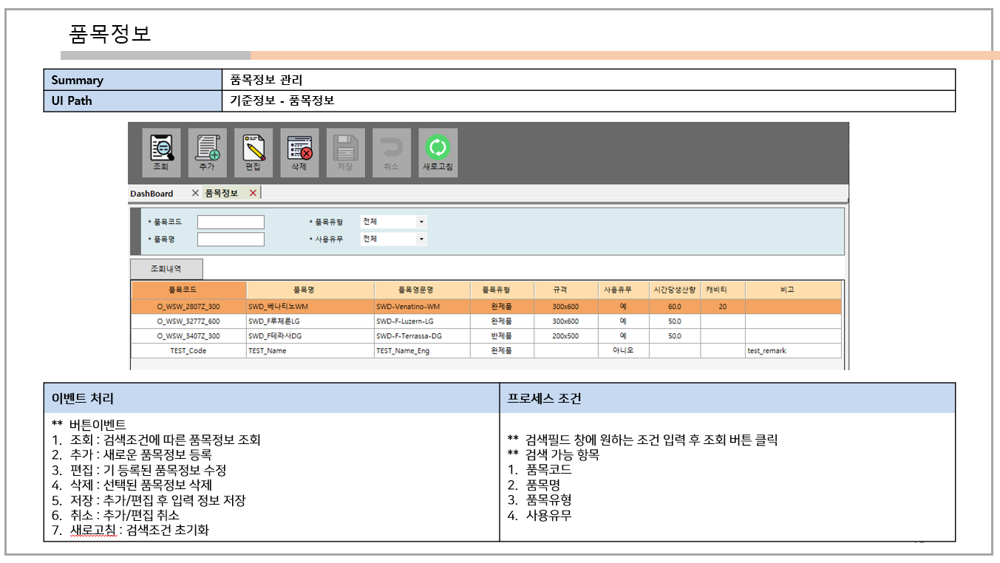 품목정보
Summary 품목정보 관리
UI Path 기준정보 - 품목정보
조회 추가 편집 삭제 저장 취소 새로고침
DashBoard 품목정보
* 품목코드 * 품목유형 전체
* 품목명 * 사용유무 전체
조회내역
품목코드 품목명 품목영문명 품목유형 규격 사용유무 시간당생산량 캐비티 비고
O_WSW_2807Z_300 SWD_베나티노WM SWD-Venatino-WM 완제품 300x600 예 60.0 20
O_WSW_3277Z_600 SWD_F루체른LG SWD-F-Luzern-LG 완제품 300x600 예 50.0
O_WSW_3407Z_300 SWD_F테라사DG SWD-F-Terrassa-DG 반제품 200x500 예 50.0
TEST_Code TEST_Name TEST_Name_Eng 완제품 아니오 test_remark
이벤트 처리
** 버튼이벤트
1. 조회 : 검색조건에 따른 품목정보 조회
2. 추가 : 새로운 품목정보 등록
3. 편집 : 기 등록된 품목정보 수정
4. 삭제 : 선택된 품목정보 삭제
5. 저장 : 추가/편집 후 입력 정보 저장
6. 취소 : 추가/편집 취소
7. 새로고침 : 검색조건 초기화
프로세스 조건
** 검색필드 창에 원하는 조건 입력 후 조회 버튼 클릭
** 검색 가능 항목
1. 품목코드
2. 품목명
3. 품목유형
4. 사용유무